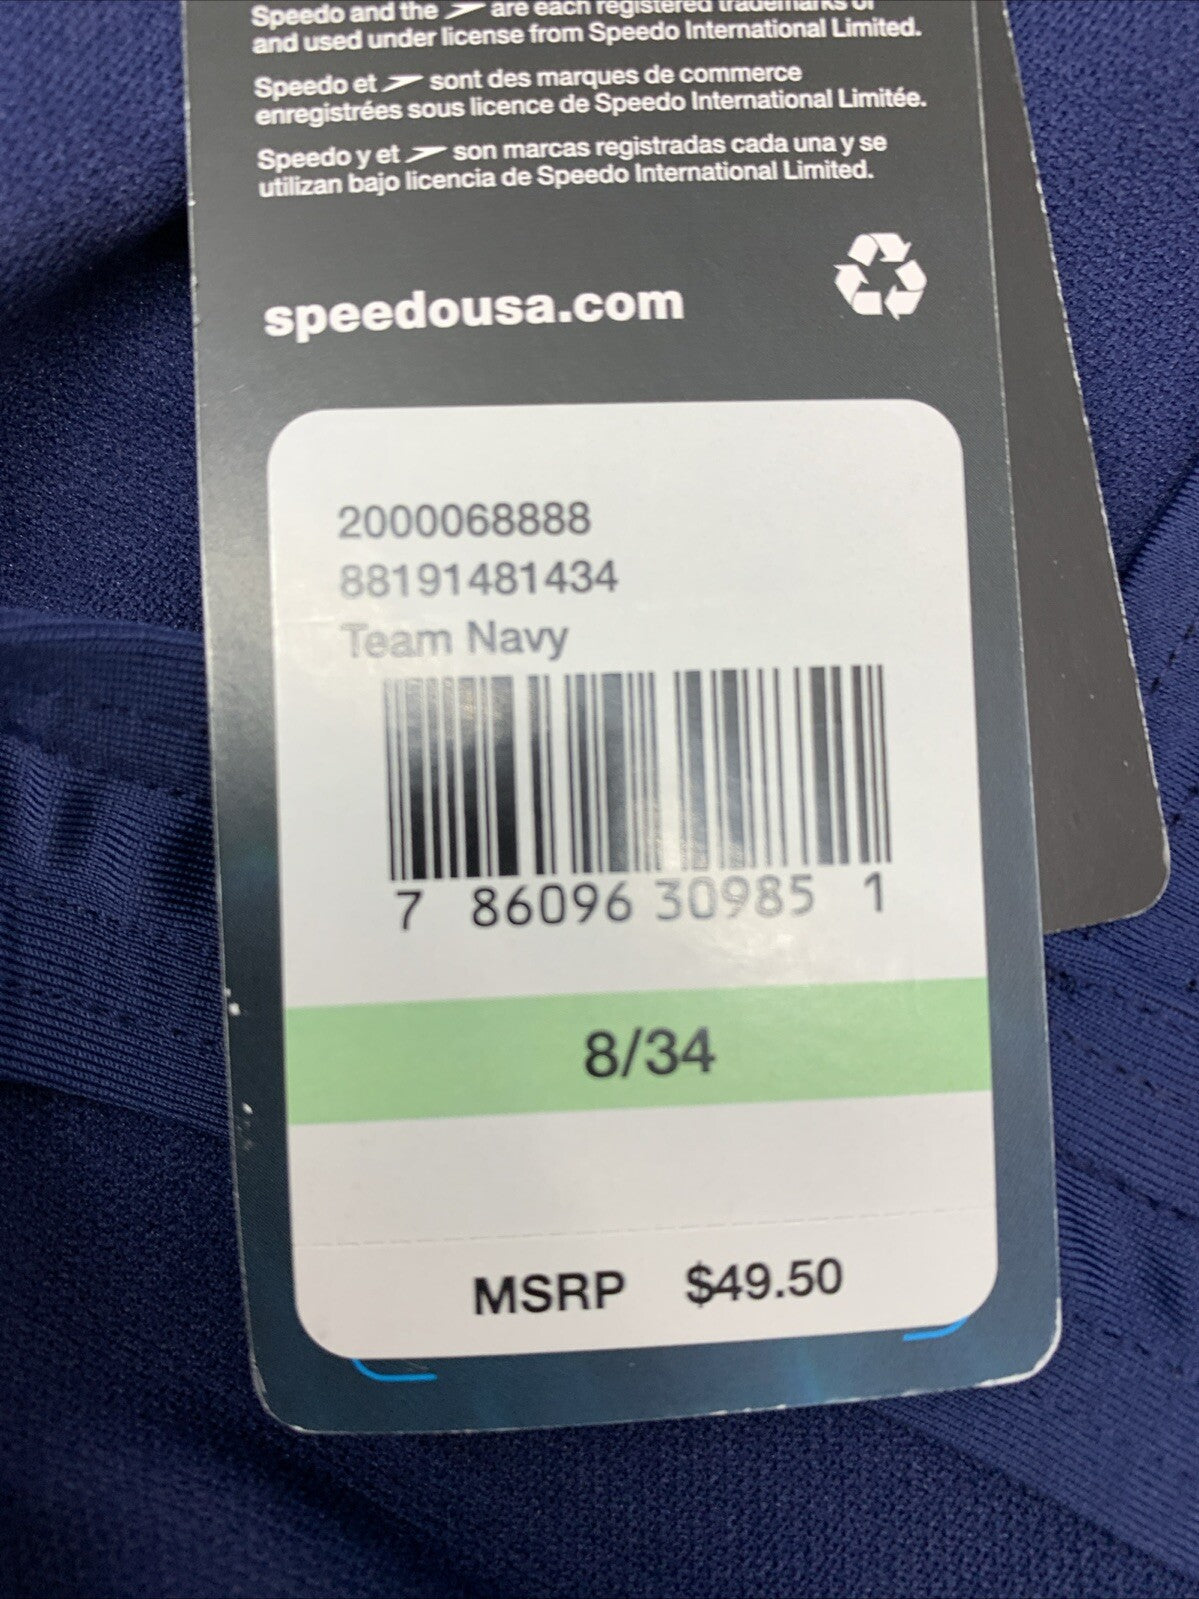 Speedo and the are each registered trademarks of
and used under license from Speedo International Limited.
Speedo et sont des marques de commerce
enregistrées sous licence de Speedo International Limitée.
Speedo y et son marcas registradas cada una y se
utilizan bajo licencia de Speedo International Limited.
speedousa.com
2000068888
88191481434
Team Navy
7 86096 30985 1
8/34
MSRP $49.50